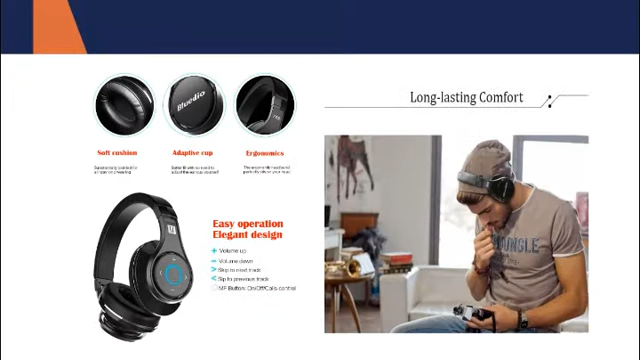 Long-lasting Comfort
Bluedio
Soft cushion
Adaptive cup
Ergonomics
Easy operation
Elegant design
+ Volume up
− Volume down
> Skip to next track
< Sip to previous track
MF Button: On/Off/Calls control
JUNGLE